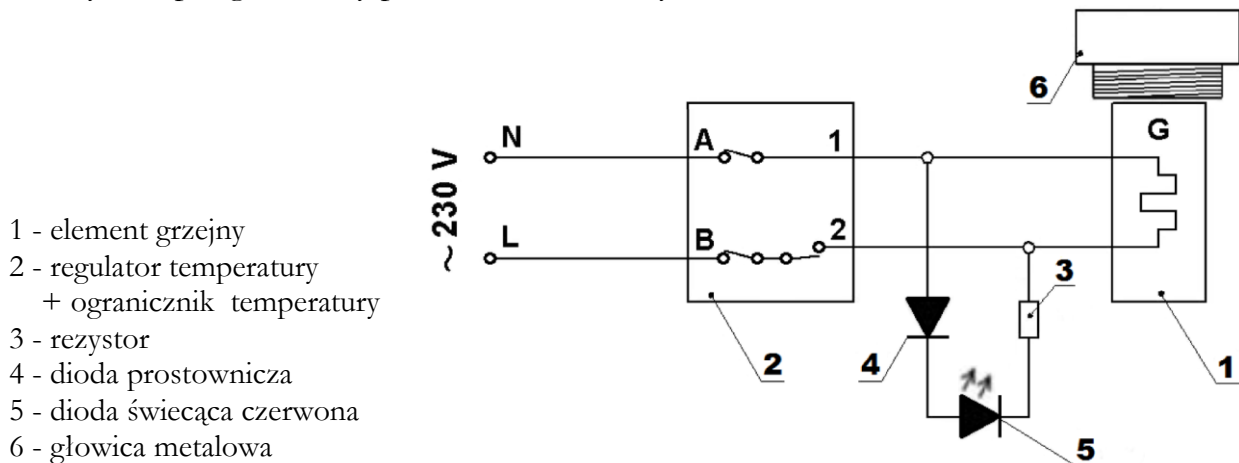 1 - element grzejny
2 - regulator temperatury
+ ogranicznik temperatury
3 - rezystor
4 - dioda prostownicza
5 - dioda świecąca czerwona
6 - głowica metalowa
~230 V
N
L
A
1
B
2
2
G
6
3
1
4
5